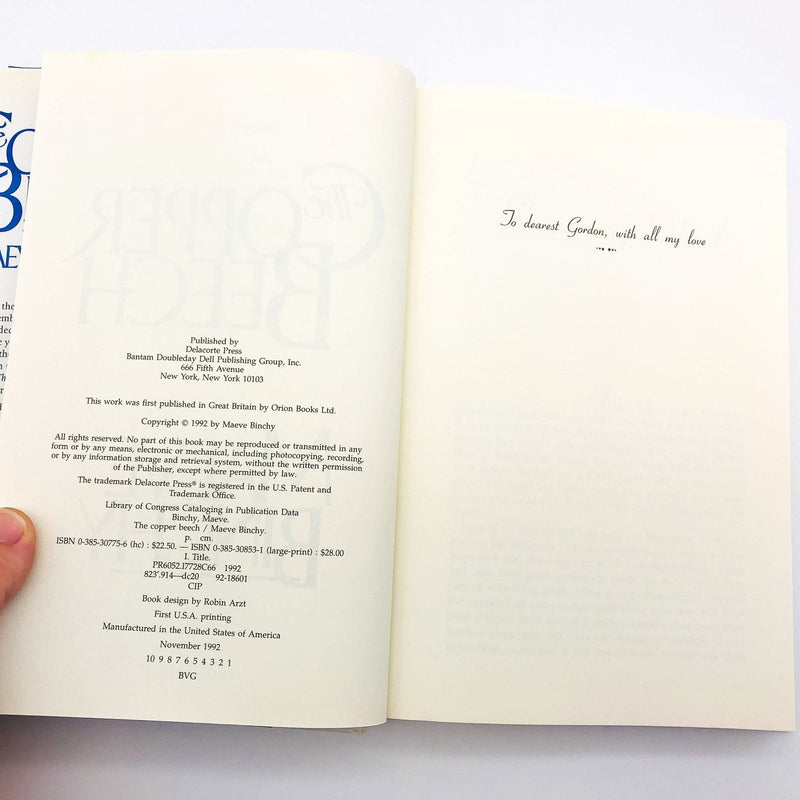 Published by
Delacorte Press
Bantam Doubleday Dell Publishing Group, Inc.
666 Fifth Avenue
New York, New York 10103
This work was first published in Great Britain by Orion Books Ltd.
Copyright © 1992 by Maeve Binchy
All rights reserved. No part of this book may be reproduced or transmitted in any
form or by any means, electronic or mechanical, including photocopying, recording,
or by any information storage and retrieval system, without the written permission
of the Publisher, except where permitted by law.
The trademark Delacorte Press® is registered in the U.S. Patent and
Trademark Office.
Library of Congress Cataloging in Publication Data
Binchy, Maeve.
The copper beech / Maeve Binchy.
p. cm.
ISBN 0-385-30775-6 (hc) : $22.50. — ISBN 0-385-30853-1 (large-print) : $28.00
I. Title.
PR6052.I7728C66 1992
823'.914—dc20 92-18601
CIP
Book design by Robin Arzt
First U.S.A. printing
Manufactured in the United States of America
November 1992
10 9 8 7 6 5 4 3 2 1
BVG
To dearest Gordon, with all my love